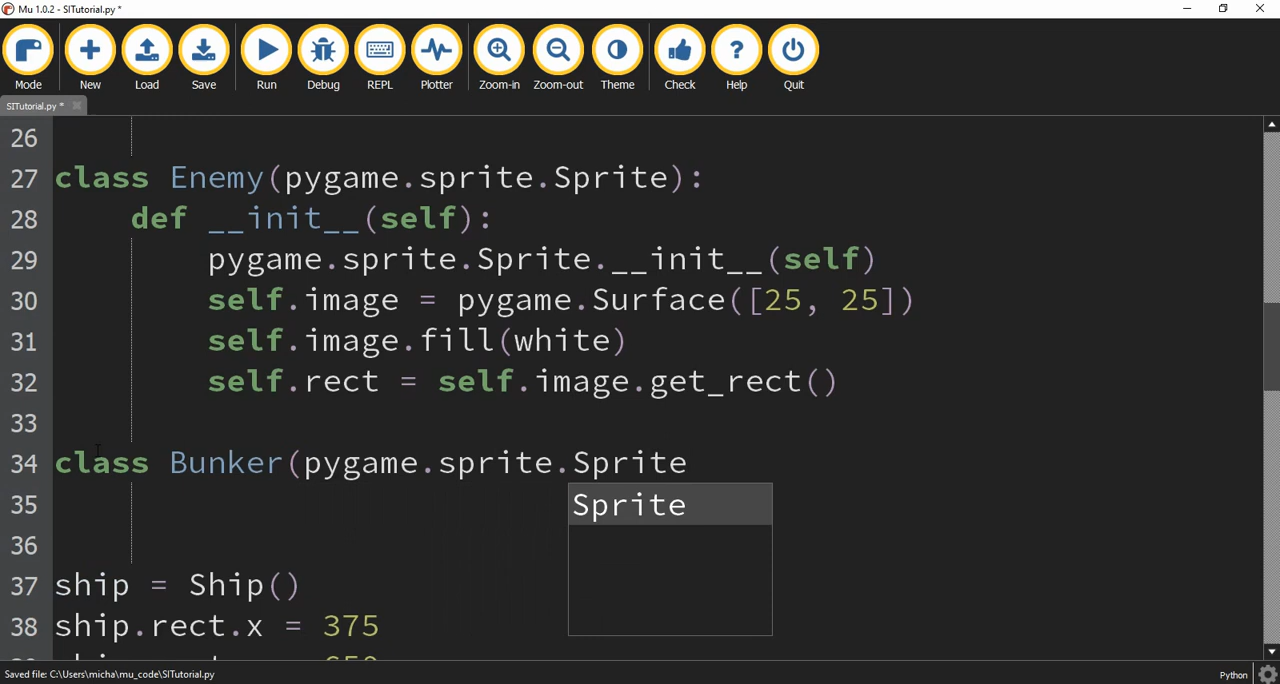 Mu 1.0.2 - SITutorial.py *
Mode New Load Save Run Debug REPL Plotter Zoom-in Zoom-out Theme Check Help Quit
SITutorial.py *
26
27 class Enemy(pygame.sprite.Sprite):
28 def __init__(self):
29 pygame.sprite.Sprite.__init__(self)
30 self.image = pygame.Surface([25, 25])
31 self.image.fill(white)
32 self.rect = self.image.get_rect()
33
34 class Bunker(pygame.sprite.Sprite
35 Sprite
36
37 ship = Ship()
38 ship.rect.x = 375
Saved file: C:\Users\micha\mu_code\SITutorial.py Python